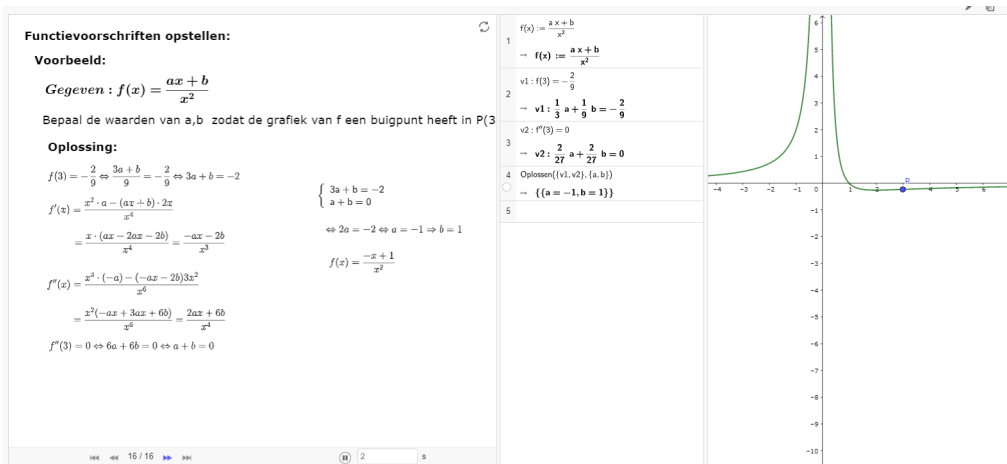 Functievoorschriften opstellen:
Voorbeeld:
Gegeven : f(x) = (ax + b)/x²
Bepaal de waarden van a,b zodat de grafiek van f een buigpunt heeft in P(3
Oplossing:
f(3) = −2/9 ⇔ (3a + b)/9 = −2/9 ⇔ 3a + b = −2
f′(x) = (x² · a − (ax + b) · 2x)/x⁴
= (x · (ax − 2ax − 2b))/x⁴ = (−ax − 2b)/x³
f″(x) = (x³ · (−a) − (−ax − 2b)3x²)/x⁶
= (x²(−ax + 3ax + 6b))/x⁶ = (2ax + 6b)/x⁴
f″(3) = 0 ⇔ 6a + 6b = 0 ⇔ a + b = 0
{ 3a + b = −2
a + b = 0
⇔ 2a = −2 ⇔ a = −1 ⇒ b = 1
f(x) = (−x + 1)/x²
16 / 16
2 s
1
f(x) := (a x + b)/x²
→ f(x) := (a x + b)/x²
2
v1 : f(3) = −2/9
→ v1 : 1/3 a + 1/9 b = −2/9
3
v2 : f″(3) = 0
→ v2 : 2/27 a + 2/27 b = 0
4
Oplossen({v1, v2}, {a, b})
→ {{a = −1, b = 1}}
5
6
5
4
3
2
1
−4 −3 −2 −1 0 1 2 3 4 5 6
P
−1
−2
−3
−4
−5
−6
−7
−8
−9
−10